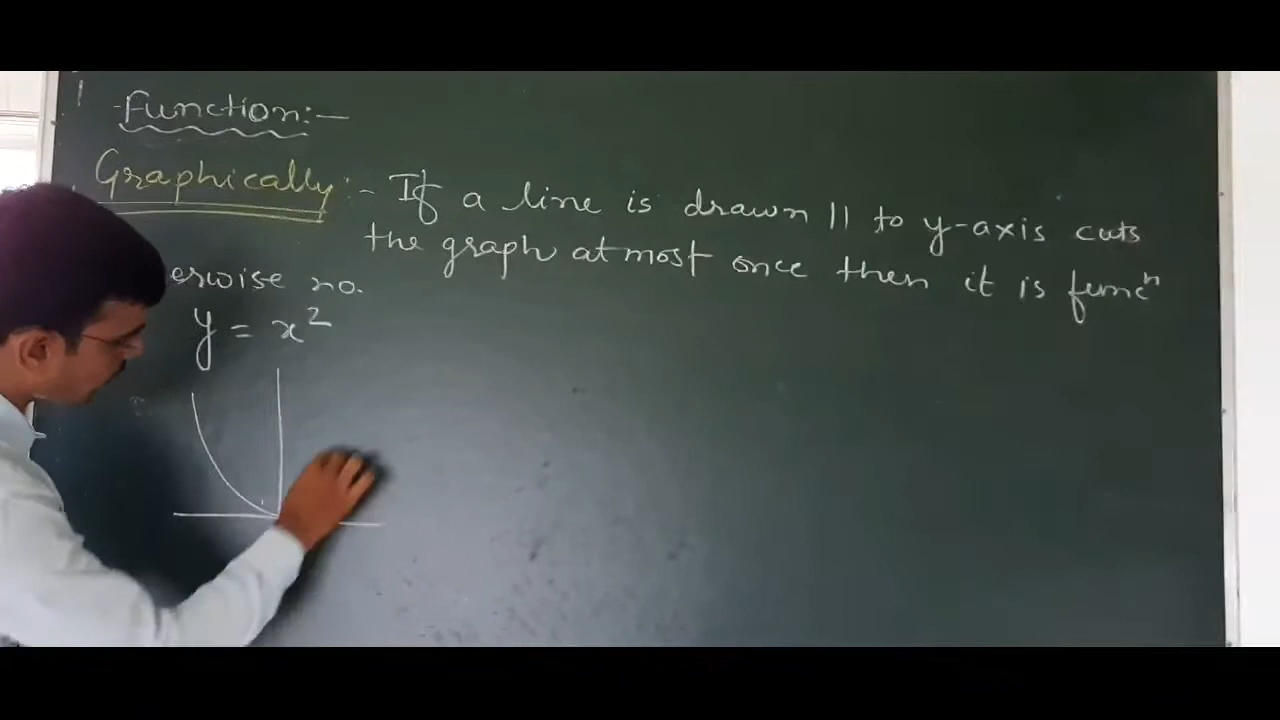 Function:-
Graphically:- If a line is drawn || to y-axis cuts
the graph at most once then it is funcⁿ
erwise no.
y = x²